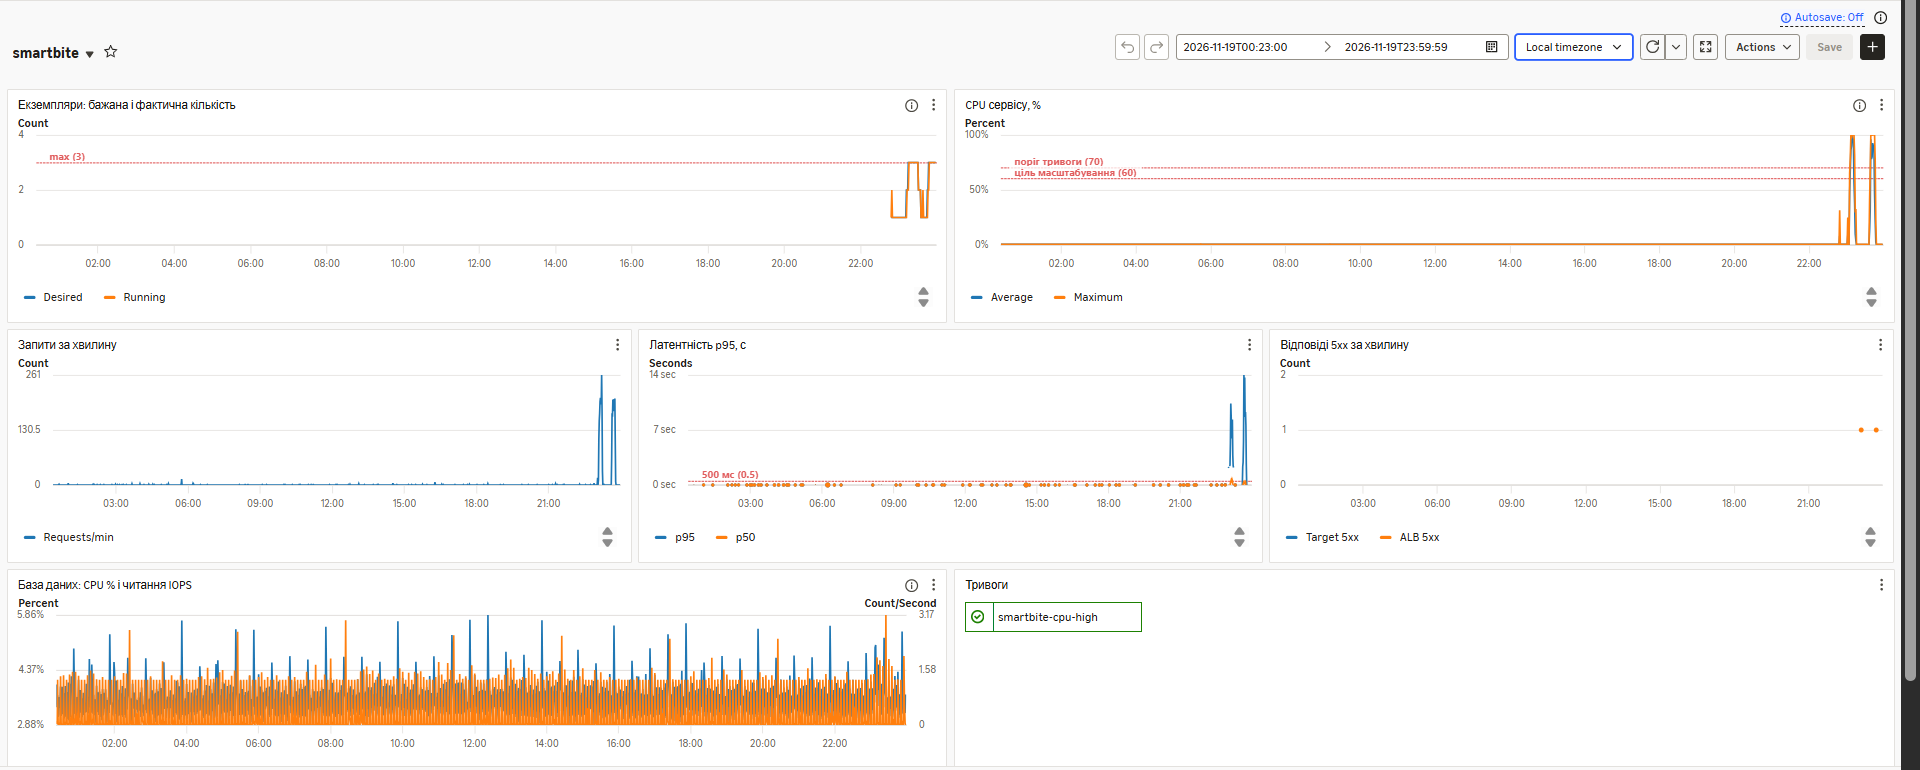 Autosave: Off
smartbite
2026-11-19T00:23:00
2026-11-19T23:59:59
Local timezone
Actions
Save
Екземпляри: бажана і фактична кількість
Count
4
max (3)
2
0
02:00 04:00 06:00 08:00 10:00 12:00 14:00 16:00 18:00 20:00 22:00
Desired Running
CPU сервісу, %
Percent
100%
поріг тривоги (70)
ціль масштабування (60)
50%
0%
02:00 04:00 06:00 08:00 10:00 12:00 14:00 16:00 18:00 20:00 22:00
Average Maximum
Запити за хвилину
Count
261
130.5
0
03:00 06:00 09:00 12:00 15:00 18:00 21:00
Requests/min
Латентність p95, с
Seconds
14 sec
7 sec
500 мс (0.5)
0 sec
03:00 06:00 09:00 12:00 15:00 18:00 21:00
p95 p50
Відповіді 5xx за хвилину
Count
2
1
0
03:00 06:00 09:00 12:00 15:00 18:00 21:00
Target 5xx ALB 5xx
База даних: CPU % і читання IOPS
Percent Count/Second
5.86% 3.17
4.37% 1.58
2.88% 0
02:00 04:00 06:00 08:00 10:00 12:00 14:00 16:00 18:00 20:00 22:00
Тривоги
smartbite-cpu-high